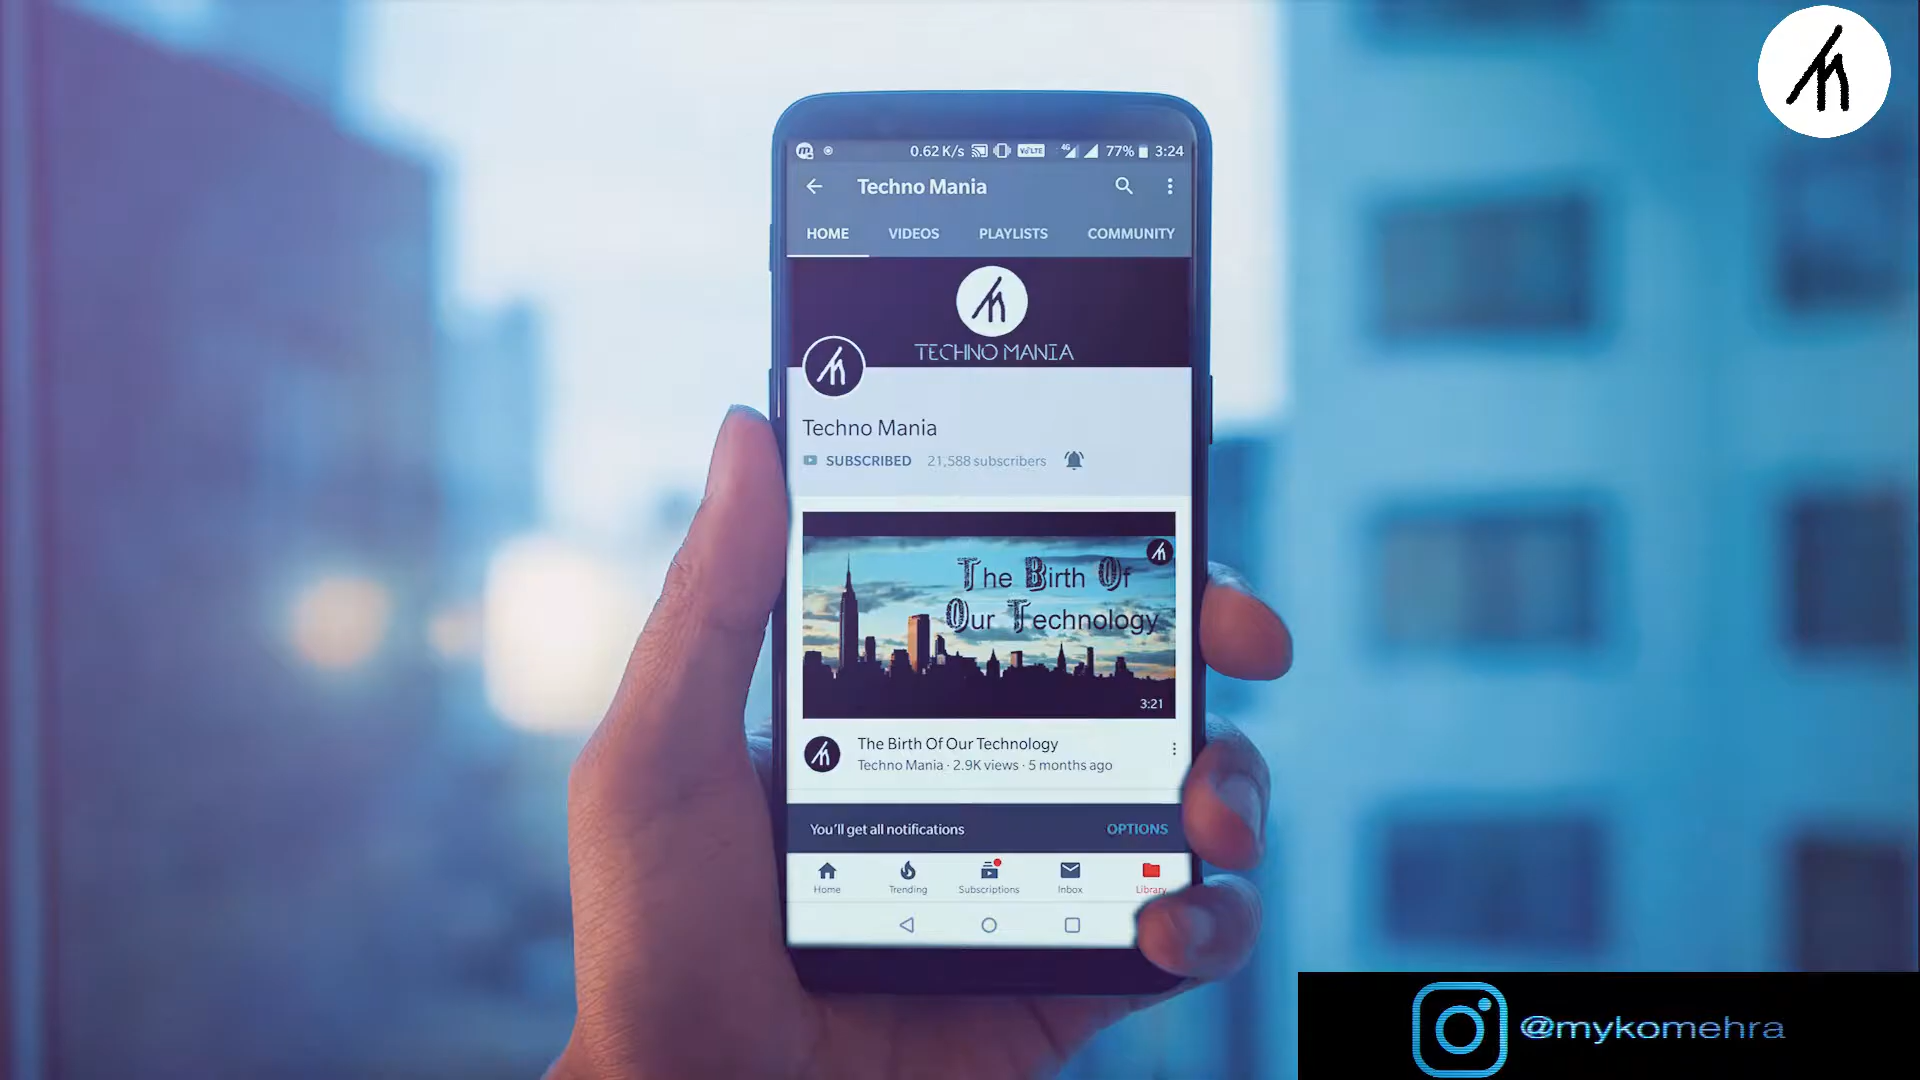 0.62 K/s VoLTE 4G 77% 3:24
Techno Mania
HOME VIDEOS PLAYLISTS COMMUNITY
TECHNO MANIA
Techno Mania
SUBSCRIBED 21,588 subscribers
The Birth Of
Our Technology
3:21
The Birth Of Our Technology
Techno Mania · 2.9K views · 5 months ago
You'll get all notifications OPTIONS
Home Trending Subscriptions Inbox Library
@mykomehra